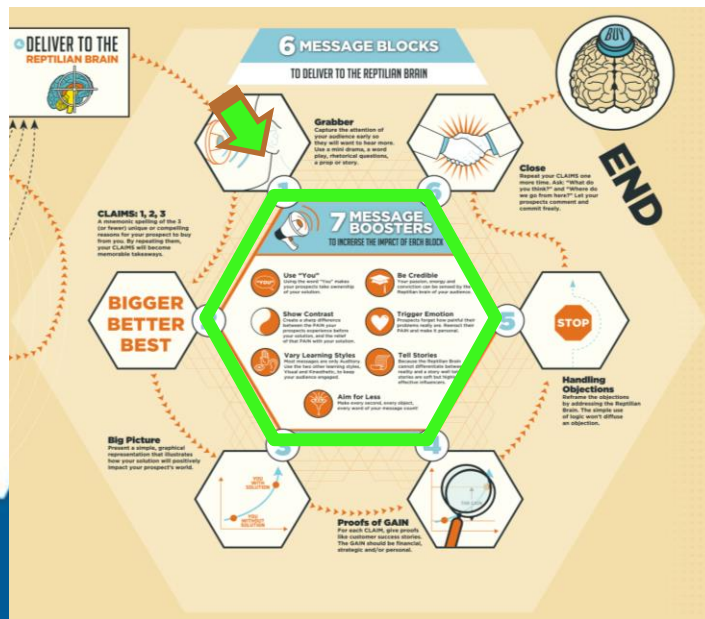 DELIVER TO THE
REPTILIAN BRAIN
6 MESSAGE BLOCKS
TO DELIVER TO THE REPTILIAN BRAIN
BUY
END
Grabber
Capture the attention of
your audience early so
they will want to hear more.
Use a mini drama, a word
play, rhetorical questions,
a prop or story.
Close
Repeat your CLAIMS one
more time. Ask: "What do
you think?" and "Where do
we go from here?" Let your
prospects comment and
commit freely.
1
6
CLAIMS: 1, 2, 3
A mnemonic spelling of the 3
(or fewer) unique or compelling
reasons for your prospect to buy
from you. By repeating them,
your CLAIMS will become
memorable takeaways.
BIGGER
BETTER
BEST
7 MESSAGE
BOOSTERS
TO INCREASE THE IMPACT OF EACH BLOCK
Use "You"
Using the word "You" makes
your prospects take ownership
of your solution.
Be Credible
Your passion, energy and
conviction can be sensed by the
Reptilian brain of your audience.
Show Contrast
Create a sharp difference
between the PAIN your
prospects experience before
your solution, and the relief
of that PAIN with your solution.
Trigger Emotion
Prospects forget how painful their
problems really are. Reenact their
PAIN and make it personal.
Vary Learning Styles
Most messages are only Auditory.
Use the two other learning styles,
Visual and Kinesthetic, to keep
your audience engaged.
Tell Stories
Because the Reptilian Brain
cannot differentiate between
reality and a story well told,
stories are soft but highly
effective influencers.
Aim for Less
Make every second, every object,
every word of your message count!
5
STOP
Handling
Objections
Reframe the objections
by addressing the Reptilian
Brain. The simple use
of logic won't diffuse
an objection.
Big Picture
Present a simple, graphical
representation that illustrates
how your solution will positively
impact your prospect's world.
3
4
YOU
WITH
SOLUTION
YOU
WITHOUT
SOLUTION
THE GAIN
Proofs of GAIN
For each CLAIM, give proofs
like customer success stories.
The GAIN should be financial,
strategic and/or personal.